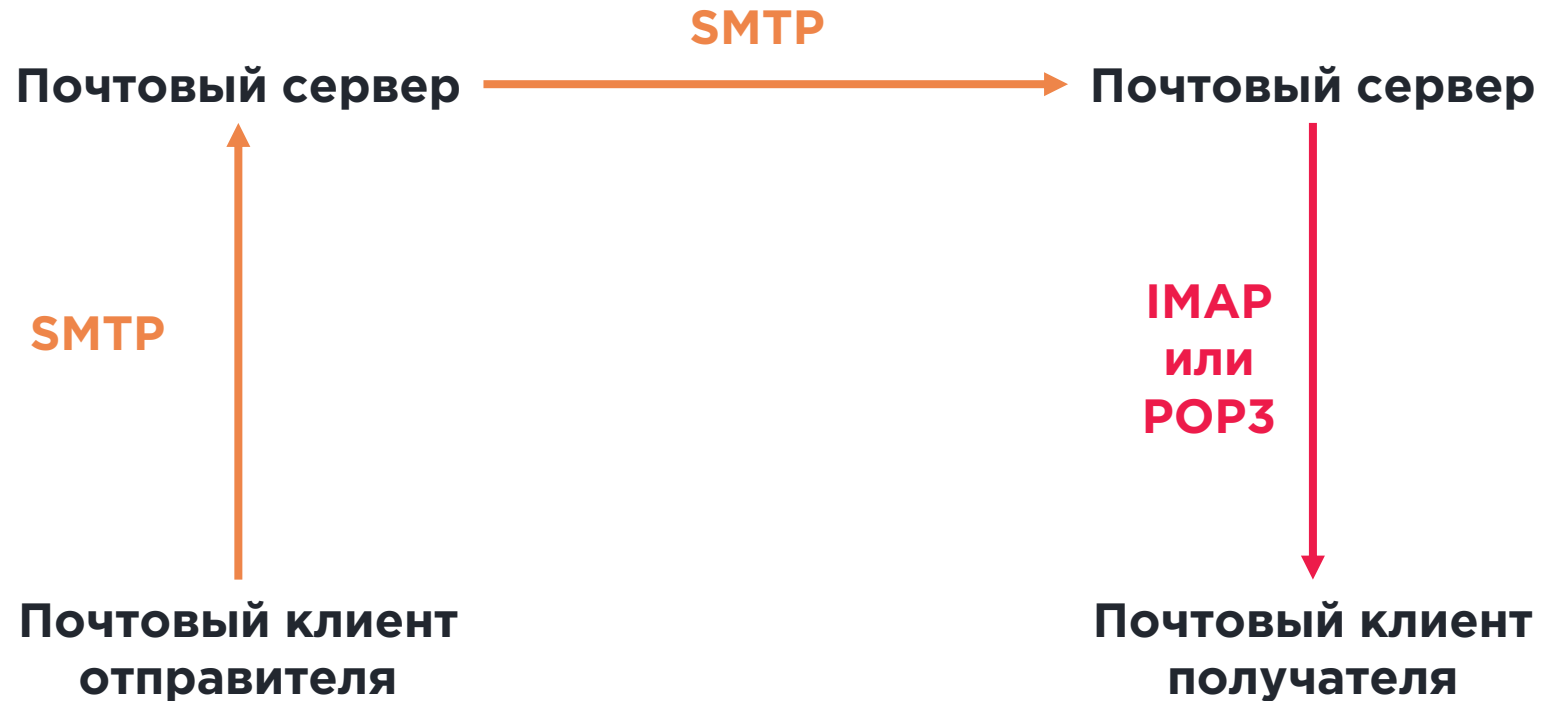 SMTP
Почтовый сервер
Почтовый сервер
SMTP
IMAP
или
POP3
Почтовый клиент
отправителя
Почтовый клиент
получателя